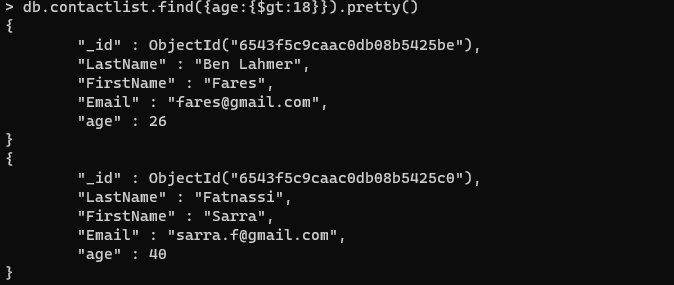 > db.contactlist.find({age:{$gt:18}}).pretty()
{
        "_id" : ObjectId("6543f5c9caac0db08b5425be"),
        "LastName" : "Ben Lahmer",
        "FirstName" : "Fares",
        "Email" : "fares@gmail.com",
        "age" : 26
}
{
        "_id" : ObjectId("6543f5c9caac0db08b5425c0"),
        "LastName" : "Fatnassi",
        "FirstName" : "Sarra",
        "Email" : "sarra.f@gmail.com",
        "age" : 40
}